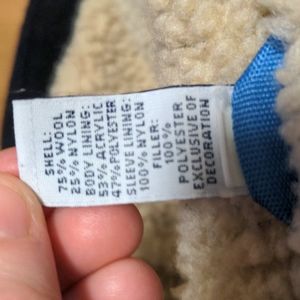 SHELL:
75% WOOL
25% NYLON
BODY LINING:
53% ACRYLIC
47% POLYESTER
SLEEVE LINING:
100% NYLON
FILLER:
100%
POLYESTER
EXCLUSIVE OF
DECORATION